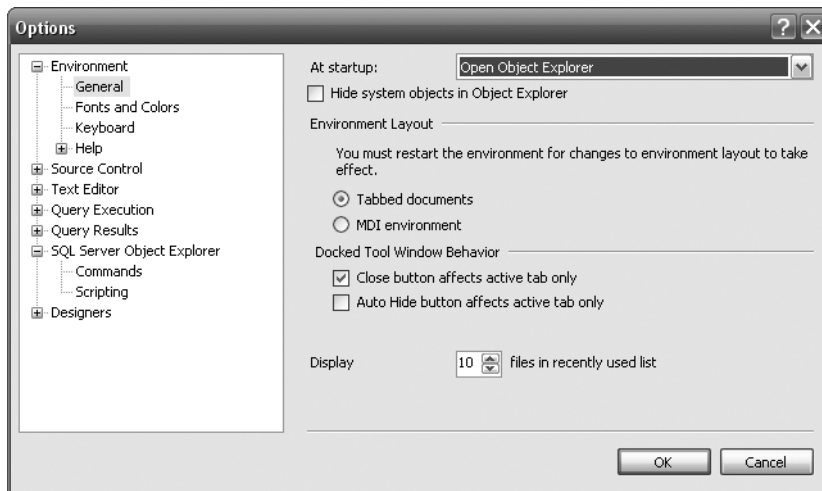 Options
Environment
General
Fonts and Colors
Keyboard
Help
Source Control
Text Editor
Query Execution
Query Results
SQL Server Object Explorer
Commands
Scripting
Designers
At startup: Open Object Explorer
Hide system objects in Object Explorer
Environment Layout
You must restart the environment for changes to environment layout to take
effect.
Tabbed documents
MDI environment
Docked Tool Window Behavior
Close button affects active tab only
Auto Hide button affects active tab only
Display 10 files in recently used list
OK Cancel